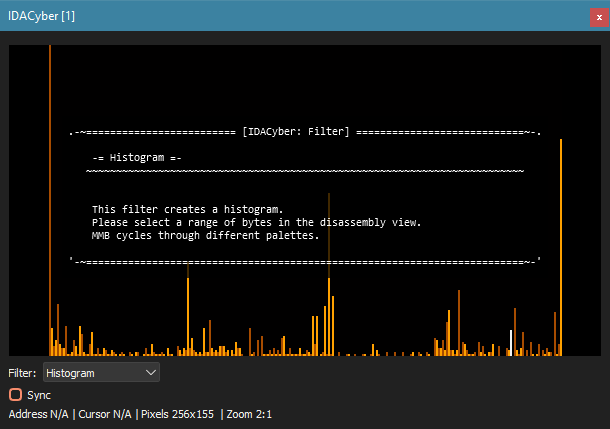 IDACyber [1]
x
.-~========================= [IDACyber: Filter] ============================~-.
-= Histogram =-
~~~~~~~~~~~~~~~~~~~~~~~~~~~~~~~~~~~~~~~~~~~~~~~~~~~~~~~~~~~~~~~~~~~~~~~~~
This filter creates a histogram.
Please select a range of bytes in the disassembly view.
MMB cycles through different palettes.
'-~=========================================================================~-'
Filter: Histogram
Sync
Address N/A | Cursor N/A | Pixels 256x155 | Zoom 2:1